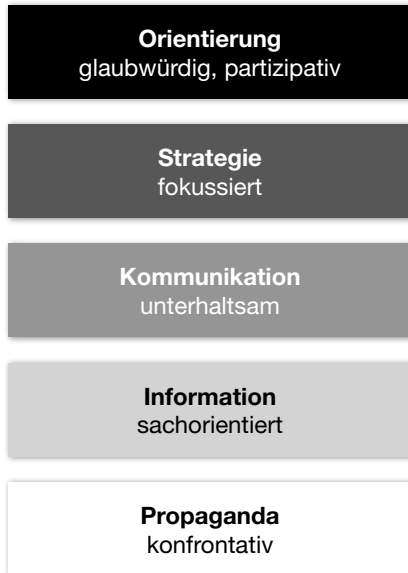 Orientierung
glaubwürdig, partizipativ
Strategie
fokussiert
Kommunikation
unterhaltsam
Information
sachorientiert
Propaganda
konfrontativ